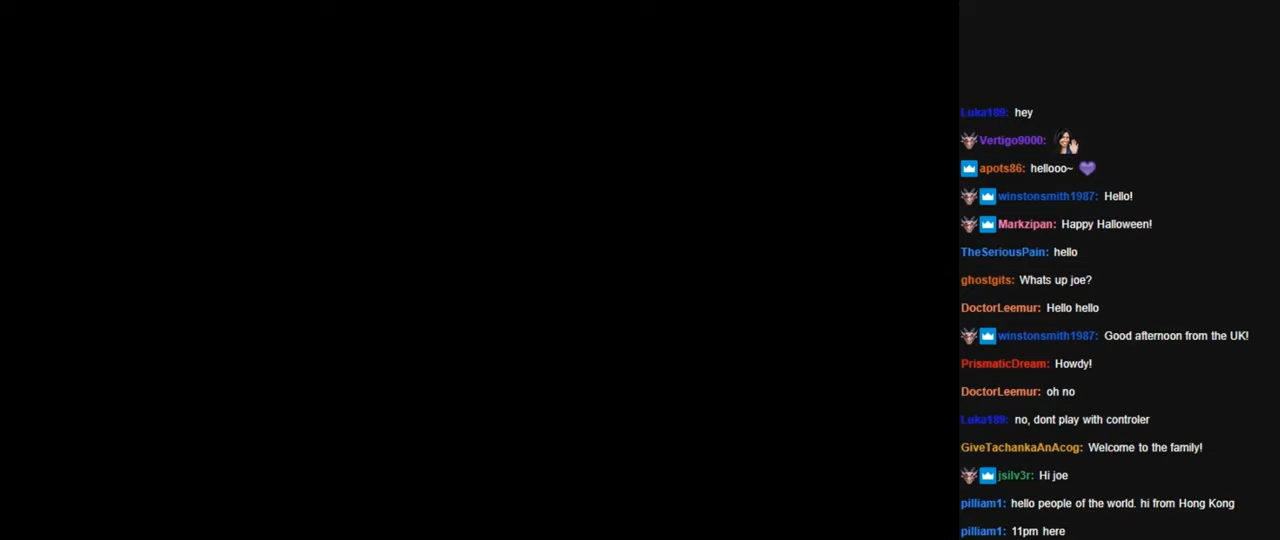 Luka189: hey
Vertigo9000:
apots86: hellooo~
winstonsmith1987: Hello!
Markzipan: Happy Halloween!
TheSeriousPain: hello
ghostgits: Whats up joe?
DoctorLeemur: Hello hello
winstonsmith1987: Good afternoon from the UK!
PrismaticDream: Howdy!
DoctorLeemur: oh no
Luka189: no, dont play with controler
GiveTachankaAnAcog: Welcome to the family!
jsilv3r: Hi joe
pilliam1: hello people of the world. hi from Hong Kong
pilliam1: 11pm here